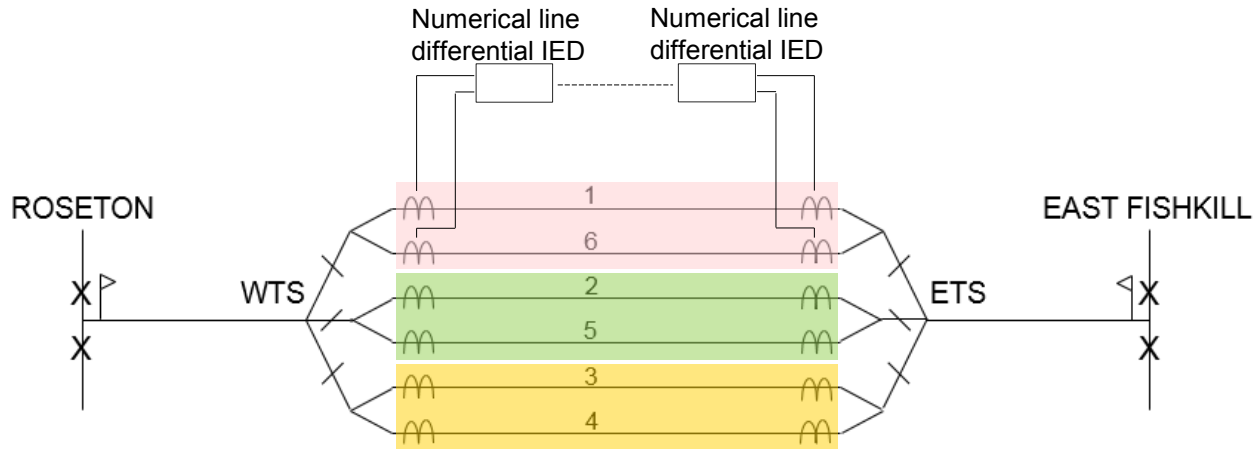 Numerical line
differential IED
Numerical line
differential IED
1
ROSETON
EAST FISHKILL
6
WTS
2
ETS
X
X
5
X
X
3
4